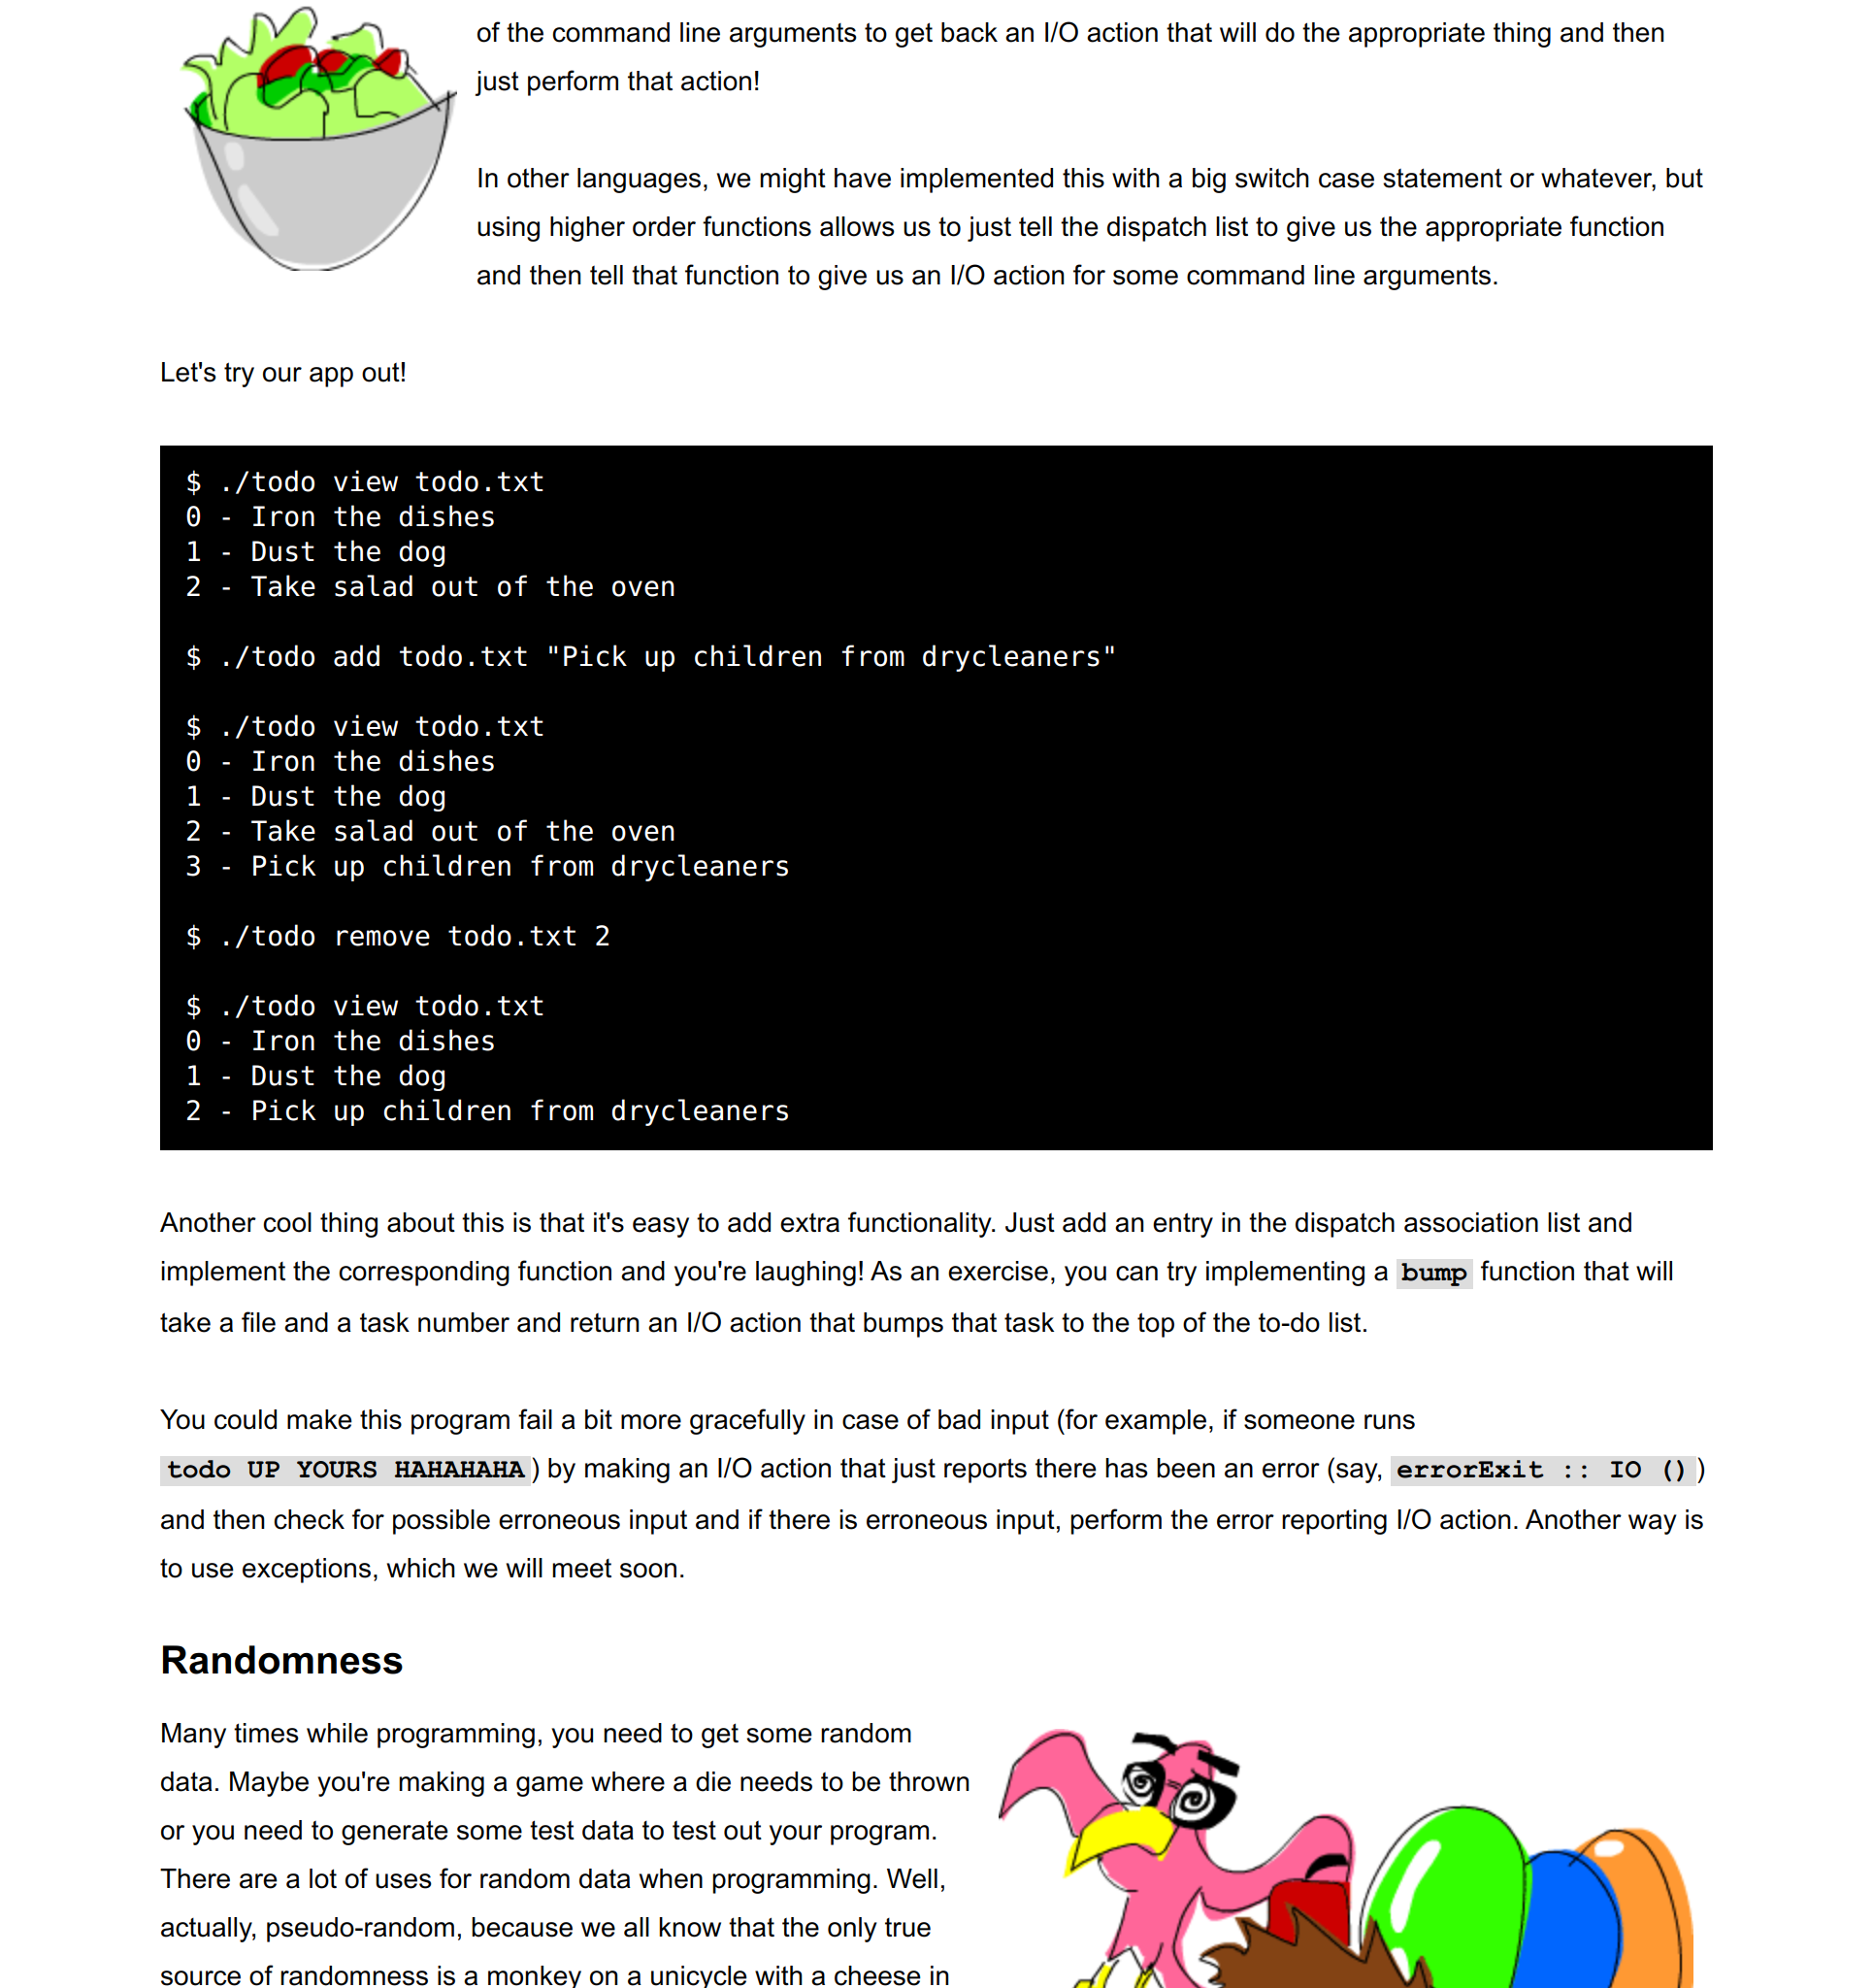 of the command line arguments to get back an I/O action that will do the appropriate thing and then
just perform that action!
In other languages, we might have implemented this with a big switch case statement or whatever, but
using higher order functions allows us to just tell the dispatch list to give us the appropriate function
and then tell that function to give us an I/O action for some command line arguments.
Let's try our app out!
$ ./todo view todo.txt
0 - Iron the dishes
1 - Dust the dog
2 - Take salad out of the oven
$ ./todo add todo.txt "Pick up children from drycleaners"
$ ./todo view todo.txt
0 - Iron the dishes
1 - Dust the dog
2 - Take salad out of the oven
3 - Pick up children from drycleaners
$ ./todo remove todo.txt 2
$ ./todo view todo.txt
0 - Iron the dishes
1 - Dust the dog
2 - Pick up children from drycleaners
Another cool thing about this is that it's easy to add extra functionality. Just add an entry in the dispatch association list and
implement the corresponding function and you're laughing! As an exercise, you can try implementing a bump function that will
take a file and a task number and return an I/O action that bumps that task to the top of the to-do list.
You could make this program fail a bit more gracefully in case of bad input (for example, if someone runs
todo UP YOURS HAHAHAHA) by making an I/O action that just reports there has been an error (say, errorExit :: IO ())
and then check for possible erroneous input and if there is erroneous input, perform the error reporting I/O action. Another way is
to use exceptions, which we will meet soon.
Randomness
Many times while programming, you need to get some random
data. Maybe you're making a game where a die needs to be thrown
or you need to generate some test data to test out your program.
There are a lot of uses for random data when programming. Well,
actually, pseudo-random, because we all know that the only true
source of randomness is a monkey on a unicycle with a cheese in